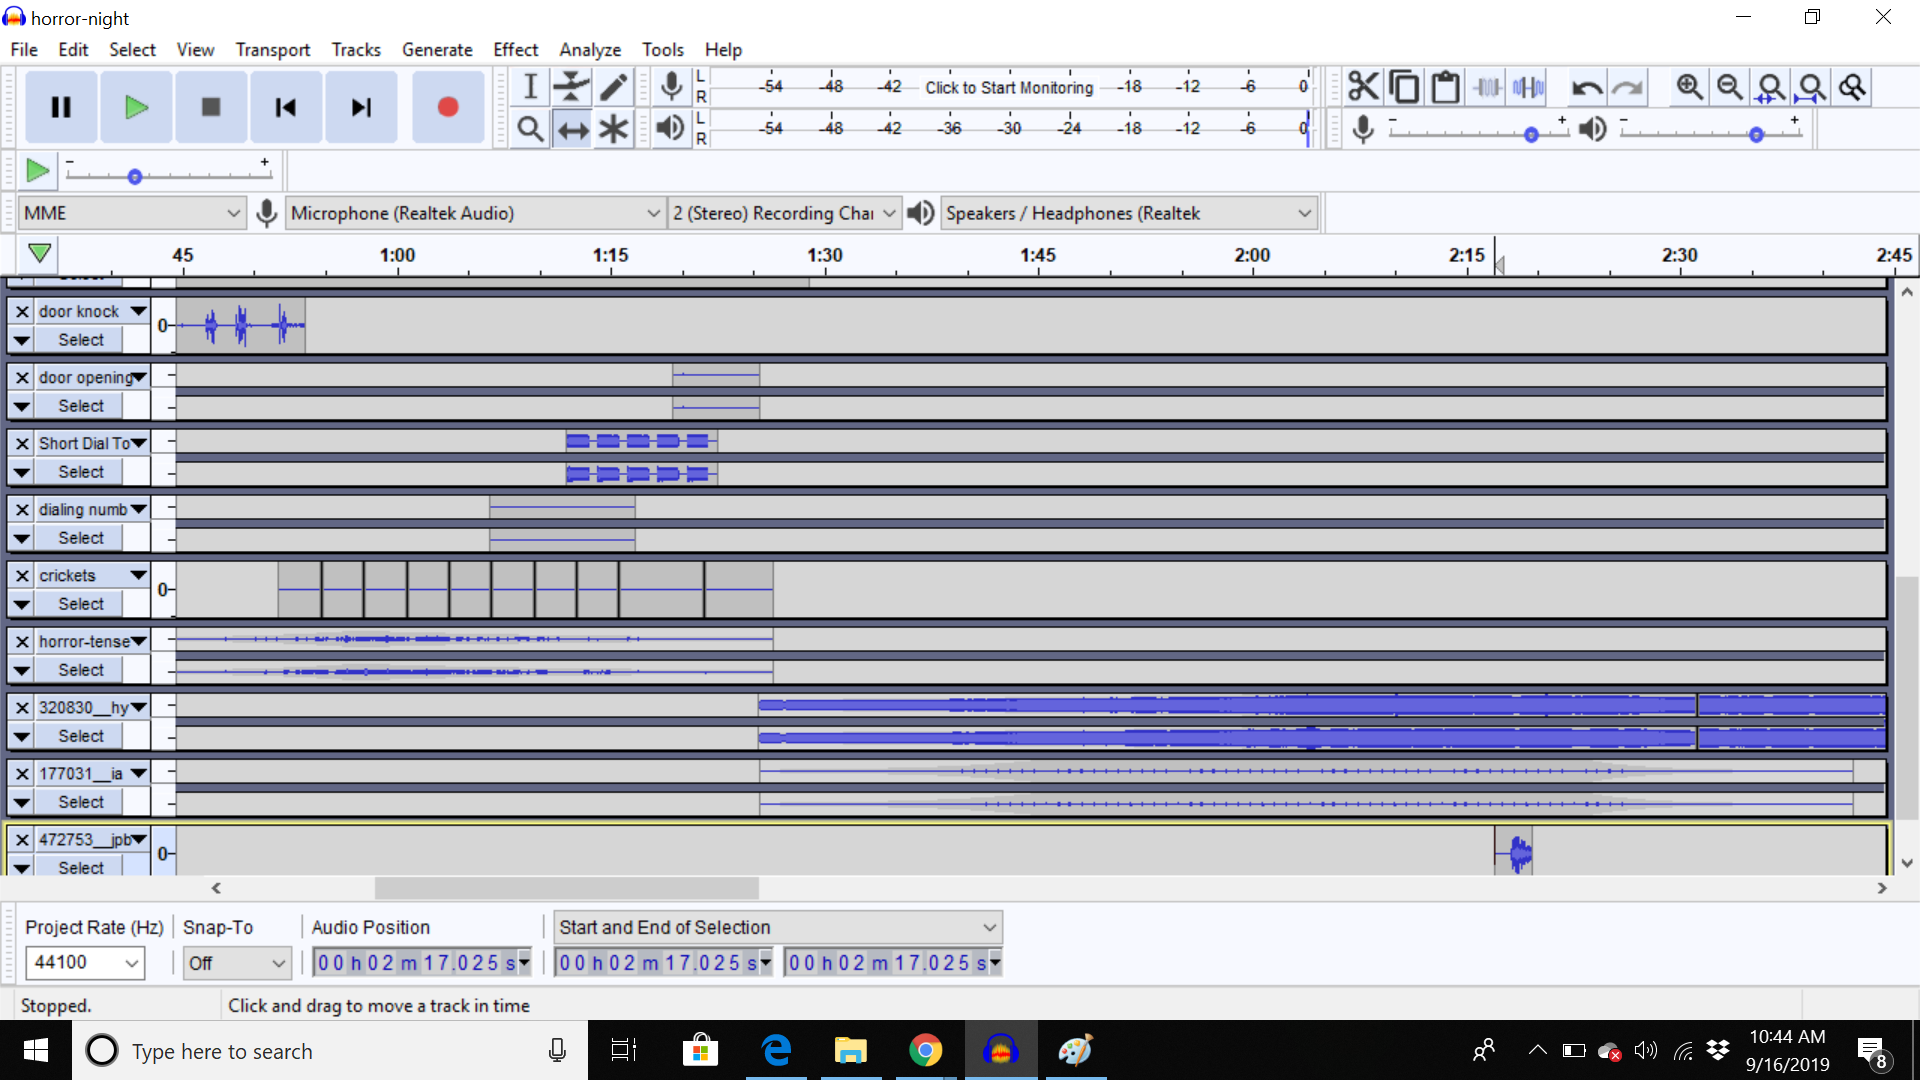 horror-night
File Edit Select View Transport Tracks Generate Effect Analyze Tools Help
L
R
-54 -48 -42 Click to Start Monitoring -18 -12 -6 0
L
R
-54 -48 -42 -36 -30 -24 -18 -12 -6 0
- +
- +
- +
MME
Microphone (Realtek Audio)
2 (Stereo) Recording Chai
Speakers / Headphones (Realtek
45 1:00 1:15 1:30 1:45 2:00 2:15 2:30 2:45
door knock
0-
Select
door opening
Select
Short Dial To
Select
dialing numb
Select
crickets
0-
Select
horror-tense
Select
320830__hy
Select
177031__ia
Select
472753__jpb
0-
Select
Project Rate (Hz) Snap-To Audio Position Start and End of Selection
44100 Off 00 h 02 m 17.025 s 00 h 02 m 17.025 s 00 h 02 m 17.025 s
Stopped. Click and drag to move a track in time
Type here to search
10:44 AM
9/16/2019
8